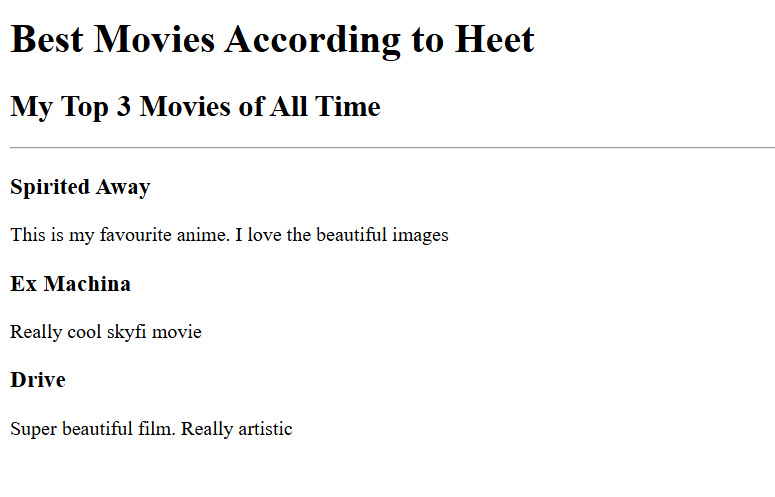 Best Movies According to Heet
My Top 3 Movies of All Time
Spirited Away
This is my favourite anime. I love the beautiful images
Ex Machina
Really cool skyfi movie
Drive
Super beautiful film. Really artistic